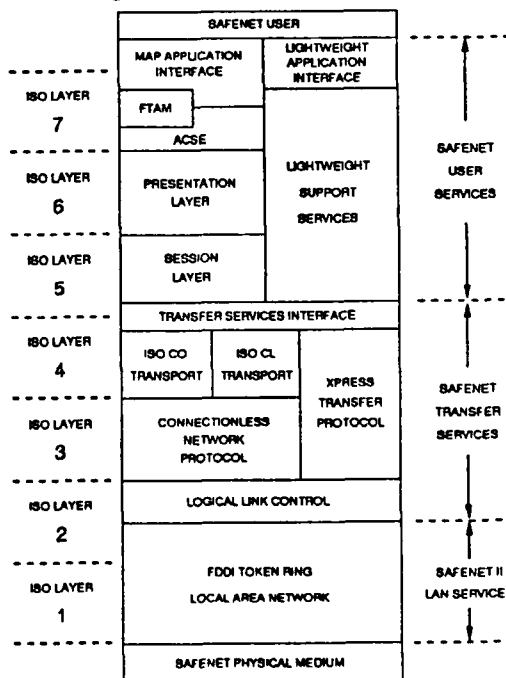 SAFENET USER
MAP APPLICATION
INTERFACE
LIGHTWEIGHT
APPLICATION
INTERFACE
ISO LAYER
7
FTAM
ACSE
LIGHTWEIGHT
SUPPORT
SERVICES
SAFENET
USER
SERVICES
ISO LAYER
6
PRESENTATION
LAYER
ISO LAYER
5
SESSION
LAYER
TRANSFER SERVICES INTERFACE
ISO LAYER
4
ISO CO
TRANSPORT
ISO CL
TRANSPORT
XPRESS
TRANSFER
PROTOCOL
SAFENET
TRANSFER
SERVICES
ISO LAYER
3
CONNECTIONLESS
NETWORK
PROTOCOL
ISO LAYER
2
LOGICAL LINK CONTROL
FDDI TOKEN RING
LOCAL AREA NETWORK
SAFENET II
LAN SERVICE
ISO LAYER
1
SAFENET PHYSICAL MEDIUM